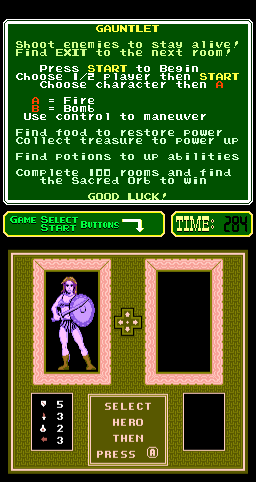 GAUNTLET
Shoot enemies to stay alive!
Find EXIT to the next room!
Press START to Begin
Choose 1/2 player then START
Choose character then A
A = Fire
B = Bomb
Use control to maneuver
Find food to restore power
Collect treasure to power up
Find potions to up abilities
Complete 100 rooms and find
the Sacred Orb to win
GOOD LUCK!
GAME SELECT
START BUTTONS
TIME: 284
5
3
2
3
SELECT
HERO
THEN
PRESS A